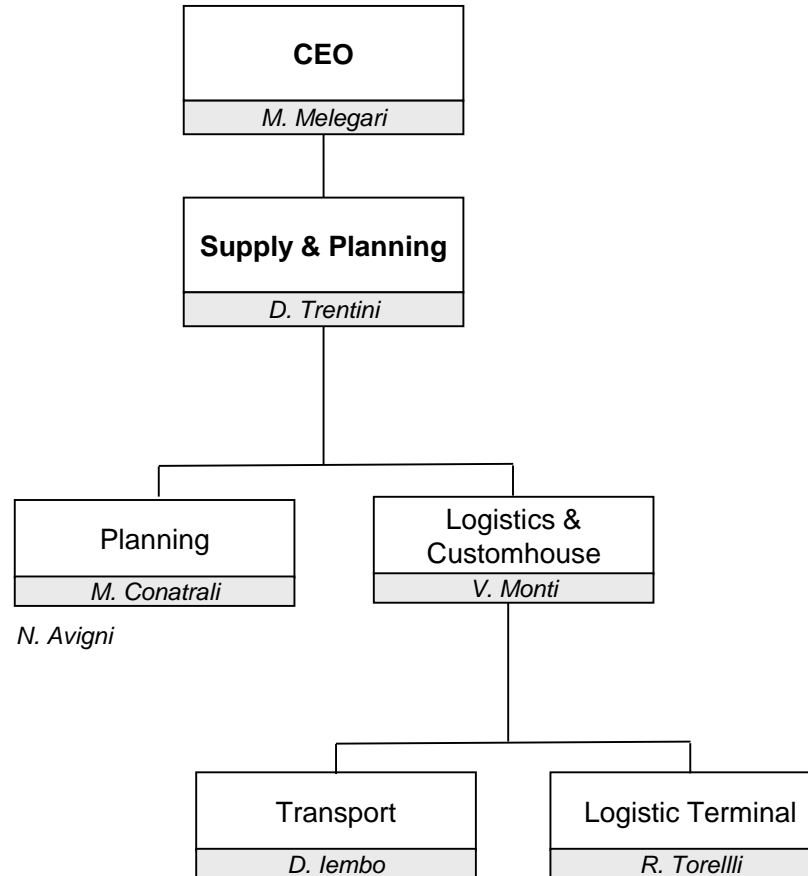 CEO
M. Melegari
Supply & Planning
D. Trentini
Planning
M. Conatrali
N. Avigni
Logistics &
Customhouse
V. Monti
Transport
D. Iembo
Logistic Terminal
R. Torellli